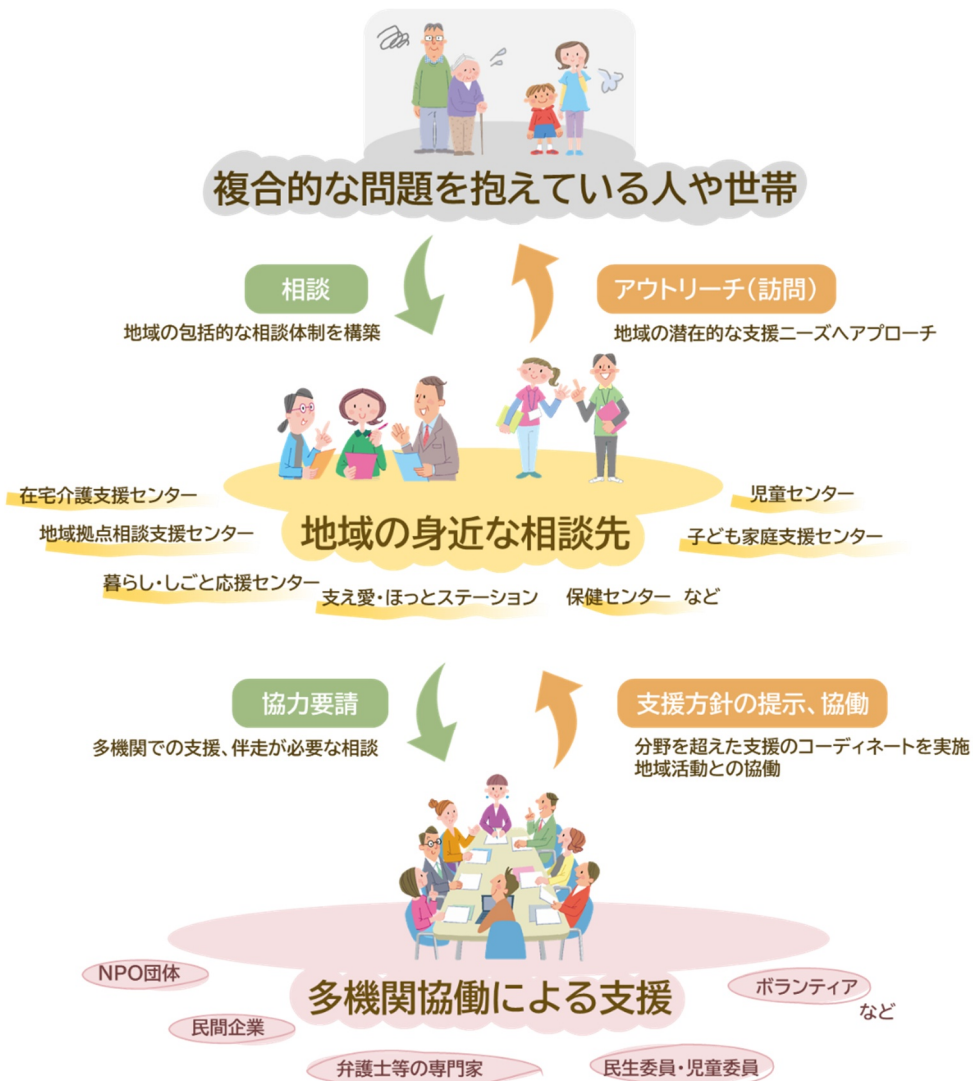 複合的な問題を抱えている人や世帯
相談
地域の包括的な相談体制を構築
アウトリーチ(訪問)
地域の潜在的な支援ニーズへアプローチ
在宅介護支援センター
地域拠点相談支援センター
暮らし・しごと応援センター
地域の身近な相談先
支え愛・ほっとステーション
児童センター
子ども家庭支援センター
保健センター など
協力要請
多機関での支援、伴走が必要な相談
支援方針の提示、協働
分野を超えた支援のコーディネートを実施
地域活動との協働
NPO団体
民間企業
多機関協働による支援
弁護士等の専門家
民生委員・児童委員
ボランティア
など